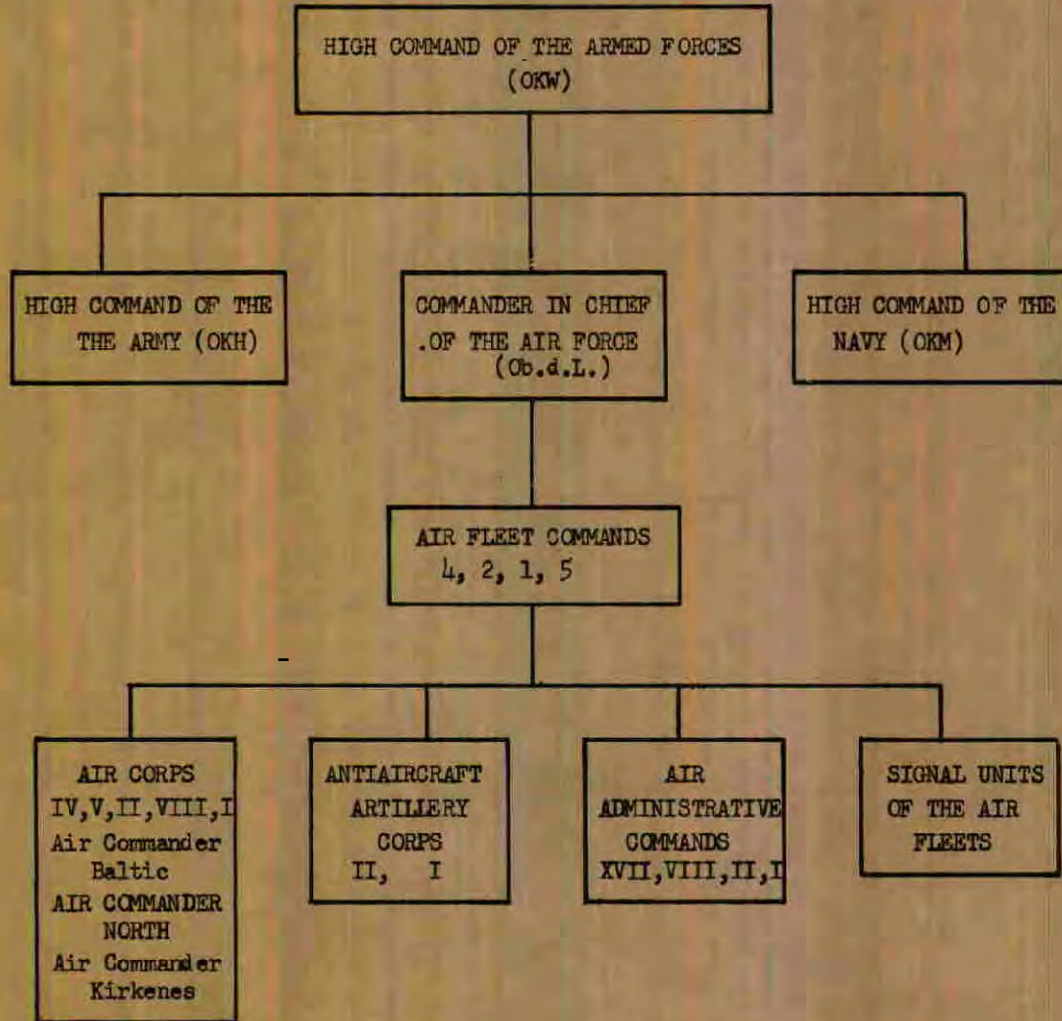 HIGH COMMAND OF THE ARMED FORCES
(OKW)
HIGH COMMAND OF THE
THE ARMY (OKH)
COMMANDER IN CHIEF
.OF THE AIR FORCE
(Ob.d.L.)
HIGH COMMAND OF THE
NAVY (OKM)
AIR FLEET COMMANDS
4, 2, 1, 5
AIR CORPS
IV,V,II,VIII,I
Air Commander
Baltic
AIR COMMANDER
NORTH
Air Commander
Kirkenes
ANTIAIRCRAFT
ARTILLERY
CORPS
II, I
AIR
ADMINISTRATIVE
COMMANDS
XVII,VIII,II,I
SIGNAL UNITS
OF THE AIR
FLEETS